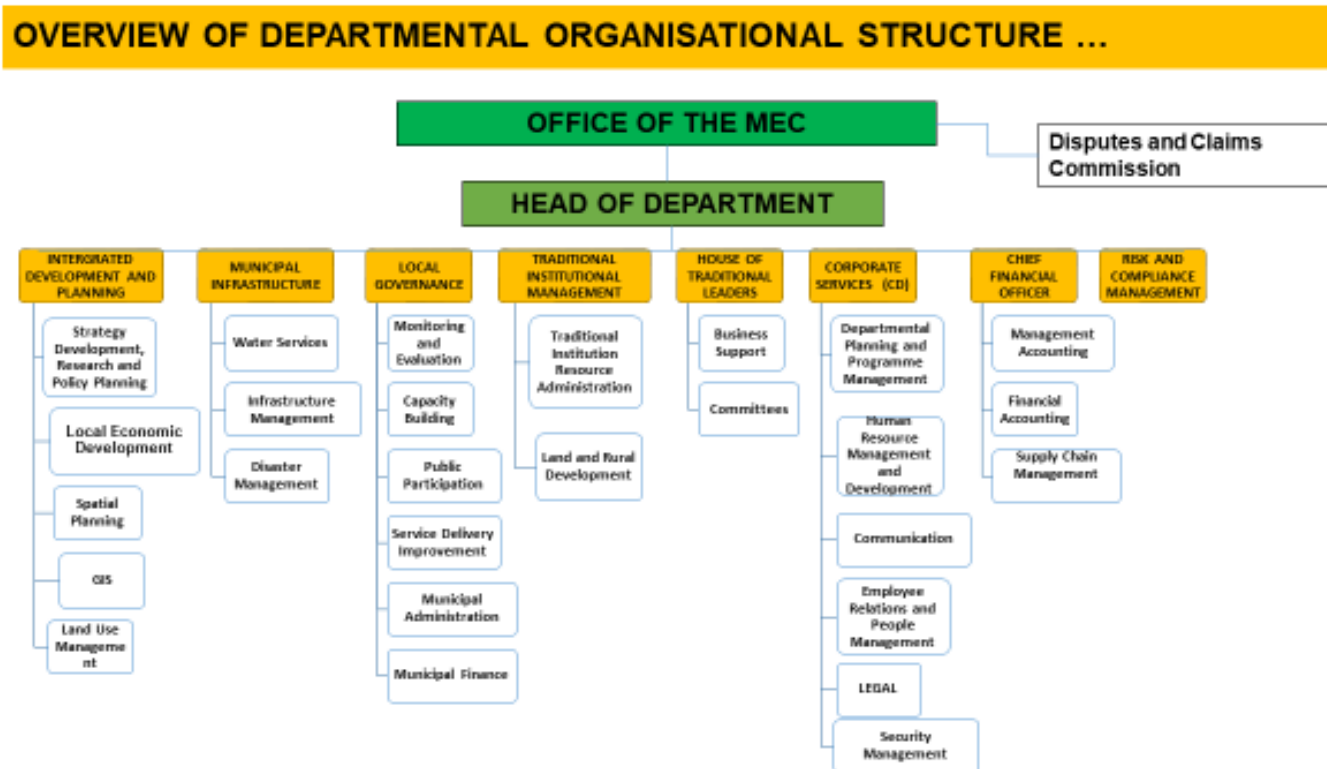 OVERVIEW OF DEPARTMENTAL ORGANISATIONAL STRUCTURE ...
OFFICE OF THE MEC
Disputes and Claims
Commission
HEAD OF DEPARTMENT
INTERGRATED
DEVELOPMENT AND
PLANNING
MUNICIPAL
INFRASTRUCTURE
LOCAL
GOVERNANCE
TRADITIONAL
INSTITUTIONAL
MANAGEMENT
HOUSE OF
TRADITIONAL
LEADERS
CORPORATE
SERVICES (CD)
CHIEF
FINANCIAL
OFFICER
RISK AND
COMPLIANCE
MANAGEMENT
Strategy
Development,
Research and
Policy Planning
Local Economic
Development
Spatial
Planning
GIS
Land Use
Manageme
nt
Water Services
Infrastructure
Management
Disaster
Management
Monitoring
and
Evaluation
Capacity
Building
Public
Participation
Service Delivery
Improvement
Municipal
Administration
Municipal Finance
Traditional
Institution
Resource
Administration
Land and Rural
Development
Business
Support
Committees
Departmental
Planning and
Programme
Management
Human
Resource
Management
and
Development
Communication
Employee
Relations and
People
Management
LEGAL
Security
Management
Management
Accounting
Financial
Accounting
Supply Chain
Management